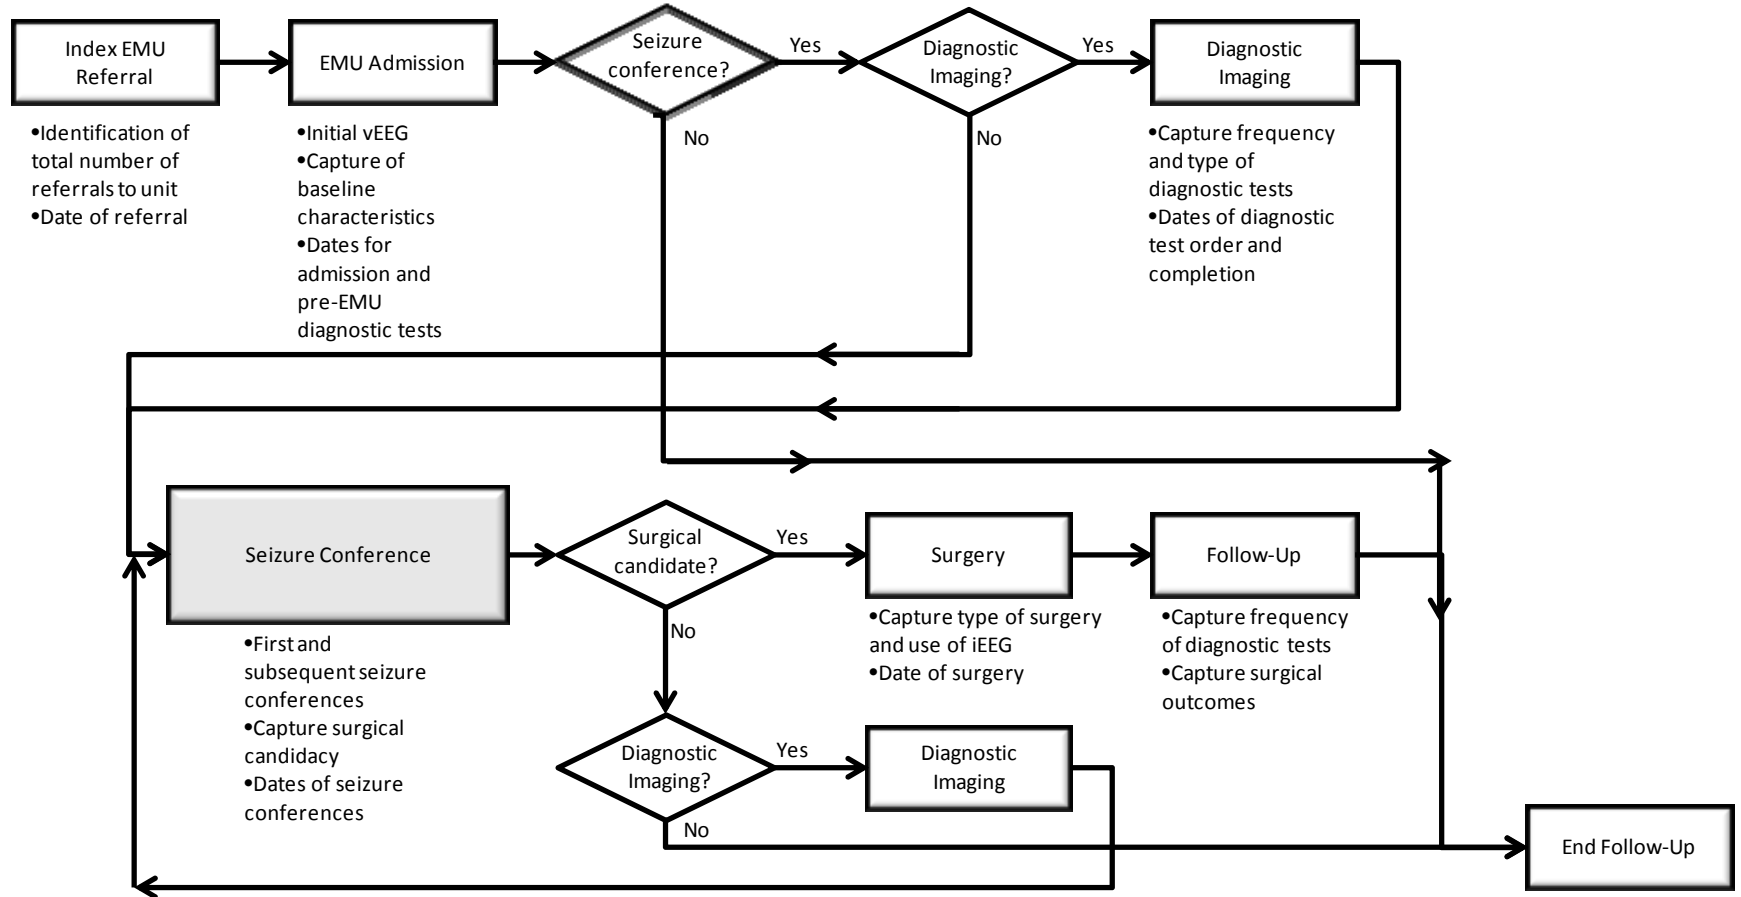 Index EMU
Referral
EMU Admission
Seizure
conference?
Yes
Diagnostic
Imaging?
Yes
Diagnostic
Imaging
No
No
•Identification of
total number of
referrals to unit
•Date of referral
•Initial vEEG
•Capture of
baseline
characteristics
•Dates for
admission and
pre-EMU
diagnostic tests
•Capture frequency
and type of
diagnostic tests
•Dates of diagnostic
test order and
completion
Seizure Conference
Surgical
candidate?
Yes
Surgery
Follow-Up
•First and
subsequent seizure
conferences
•Capture surgical
candidacy
•Dates of seizure
conferences
No
•Capture type of surgery
and use of iEEG
•Date of surgery
•Capture frequency
of diagnostic tests
•Capture surgical
outcomes
Diagnostic
Imaging?
Yes
Diagnostic
Imaging
No
End Follow-Up